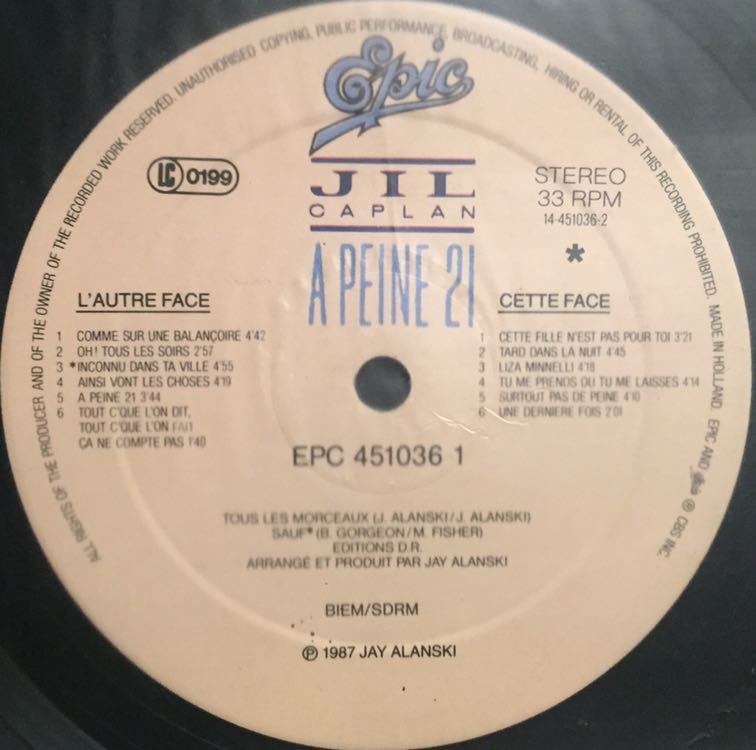 ALL RIGHTS OF THE PRODUCER AND OF THE OWNER OF THE RECORDED WORK RESERVED. UNAUTHORISED COPYING, PUBLIC PERFORMANCE, BROADCASTING, HIRING OR RENTAL OF THIS RECORDING PROHIBITED. MADE IN HOLLAND. EPIC AND Epic ® CBS INC.
Epic
LC 0199
JIL
CAPLAN
A PEINE 21
STEREO
33 RPM
14-451036-2
*
L'AUTRE FACE
1 COMME SUR UNE BALANÇOIRE 4'42
2 OH! TOUS LES SOIRS 2'57
3 *INCONNU DANS TA VILLE 4'55
4 AINSI VONT LES CHOSES 4'19
5 A PEINE 21 3'44
6 TOUT C'QUE L'ON DIT,
TOUT C'QUE L'ON FAIT
ÇA NE COMPTE PAS 1'40
CETTE FACE
1 CETTE FILLE N'EST PAS POUR TOI 3'21
2 TARD DANS LA NUIT 4'45
3 LIZA MINNELLI 4'18
4 TU ME PRENDS OU TU ME LAISSES 4'14
5 SURTOUT PAS DE PEINE 4'10
6 UNE DERNIERE FOIS 2'01
EPC 451036 1
TOUS LES MORCEAUX (J. ALANSKI/J. ALANSKI)
SAUF* (B. GORGEON/M. FISHER)
EDITIONS D.R.
ARRANGÉ ET PRODUIT PAR JAY ALANSKI
BIEM/SDRM
℗ 1987 JAY ALANSKI